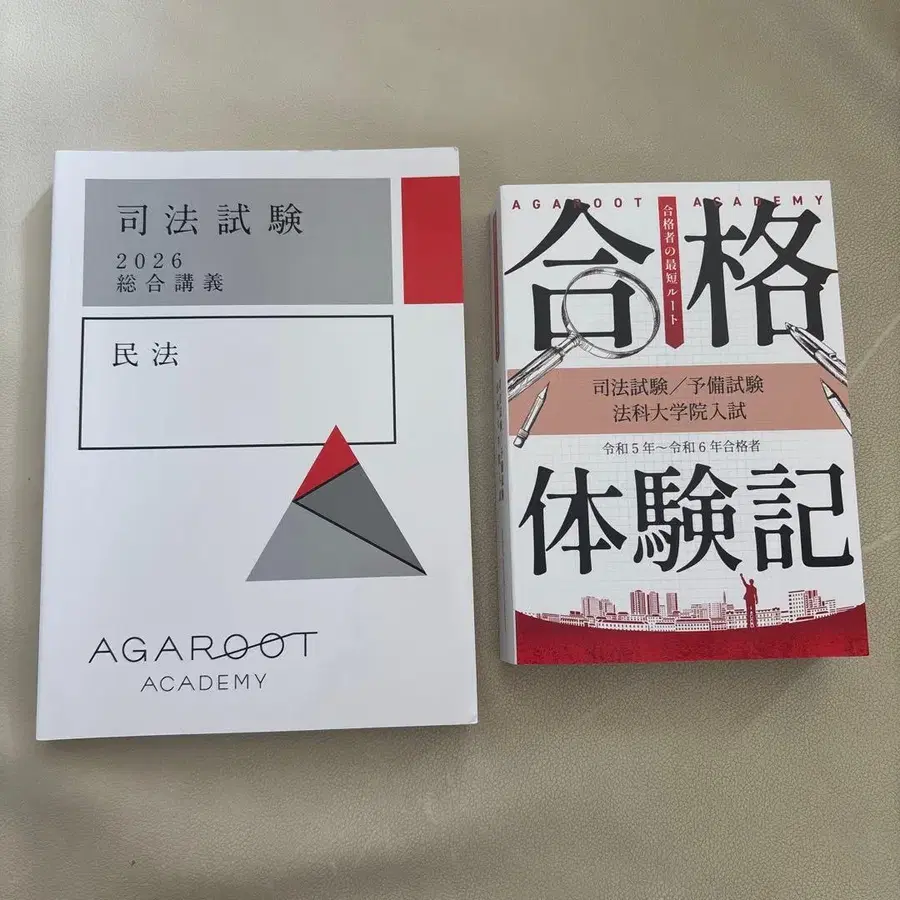 司法試験
2026
総合講義
民法
AGAROOT
ACADEMY
AGAROOT ACADEMY
合格者の最短ルート
合格
司法試験／予備試験
法科大学院入試
令和5年～令和6年合格者
体験記